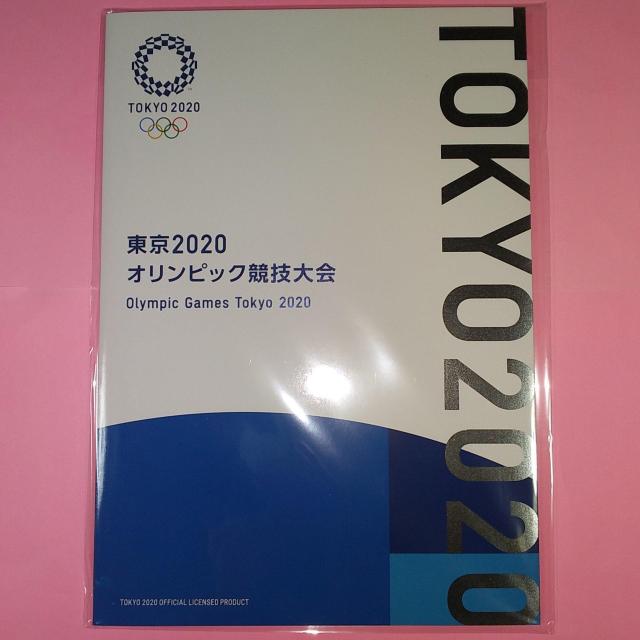 TOKYO 2020
東京2020
オリンピック競技大会
Olympic Games Tokyo 2020
TOKYO2020
TOKYO 2020 OFFICIAL LICENSED PRODUCT